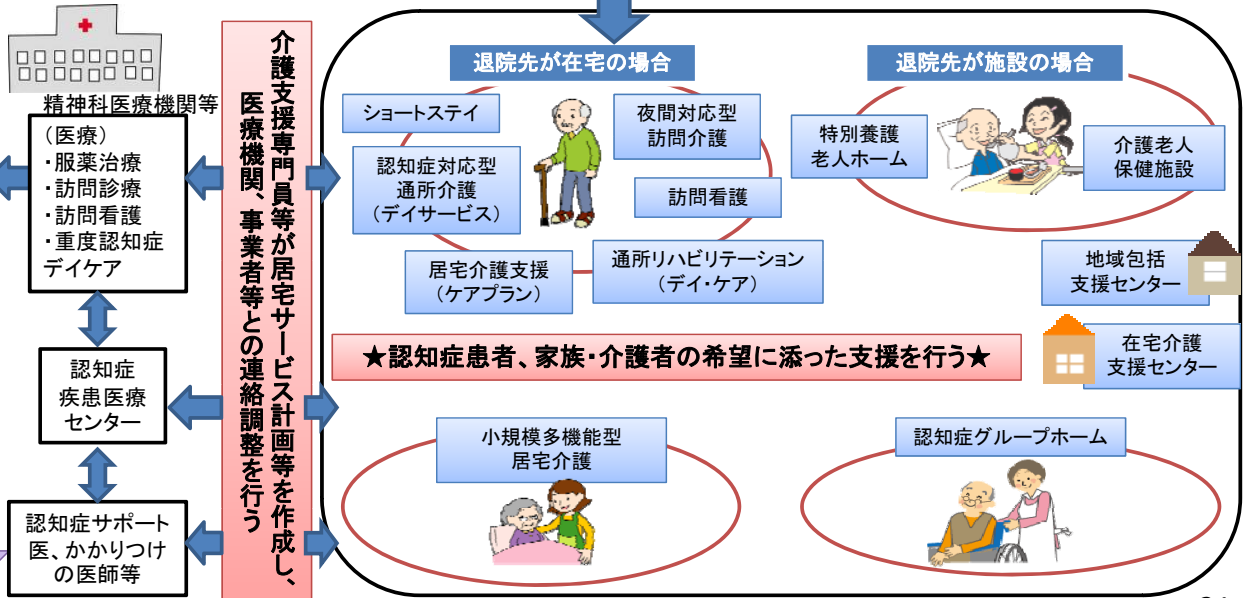 精神科医療機関等
(医療)
・服薬治療
・訪問診療
・訪問看護
・重度認知症
デイケア
認知症
疾患医療
センター
認知症サポート
医、かかりつけ
の医師等
介護支援専門員等が居宅サービス計画等を作成し、
医療機関、事業者等との連絡調整を行う
退院先が在宅の場合
ショートステイ
夜間対応型
訪問介護
認知症対応型
通所介護
(デイサービス)
訪問看護
居宅介護支援
(ケアプラン)
通所リハビリテーション
(デイ・ケア)
退院先が施設の場合
特別養護
老人ホーム
介護老人
保健施設
地域包括
支援センター
在宅介護
支援センター
★認知症患者、家族・介護者の希望に添った支援を行う★
小規模多機能型
居宅介護
認知症グループホーム